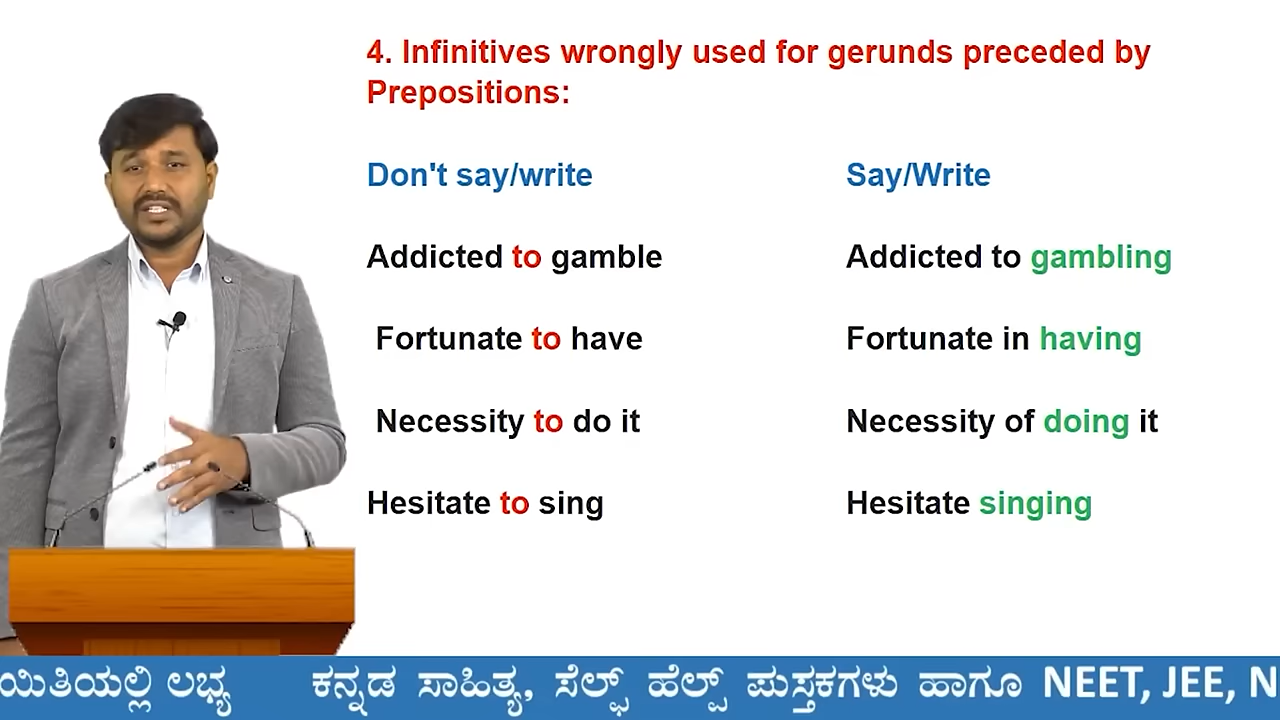 4. Infinitives wrongly used for gerunds preceded by
Prepositions:
Don't say/write Say/Write
Addicted to gamble Addicted to gambling
Fortunate to have Fortunate in having
Necessity to do it Necessity of doing it
Hesitate to sing Hesitate singing
ಯಿತಿಯಲ್ಲಿ ಲಭ್ಯ ಕನ್ನಡ ಸಾಹಿತ್ಯ, ಸೆಲ್ಫ್ ಹೆಲ್ಪ್ ಪುಸ್ತಕಗಳು ಹಾಗೂ NEET, JEE, N